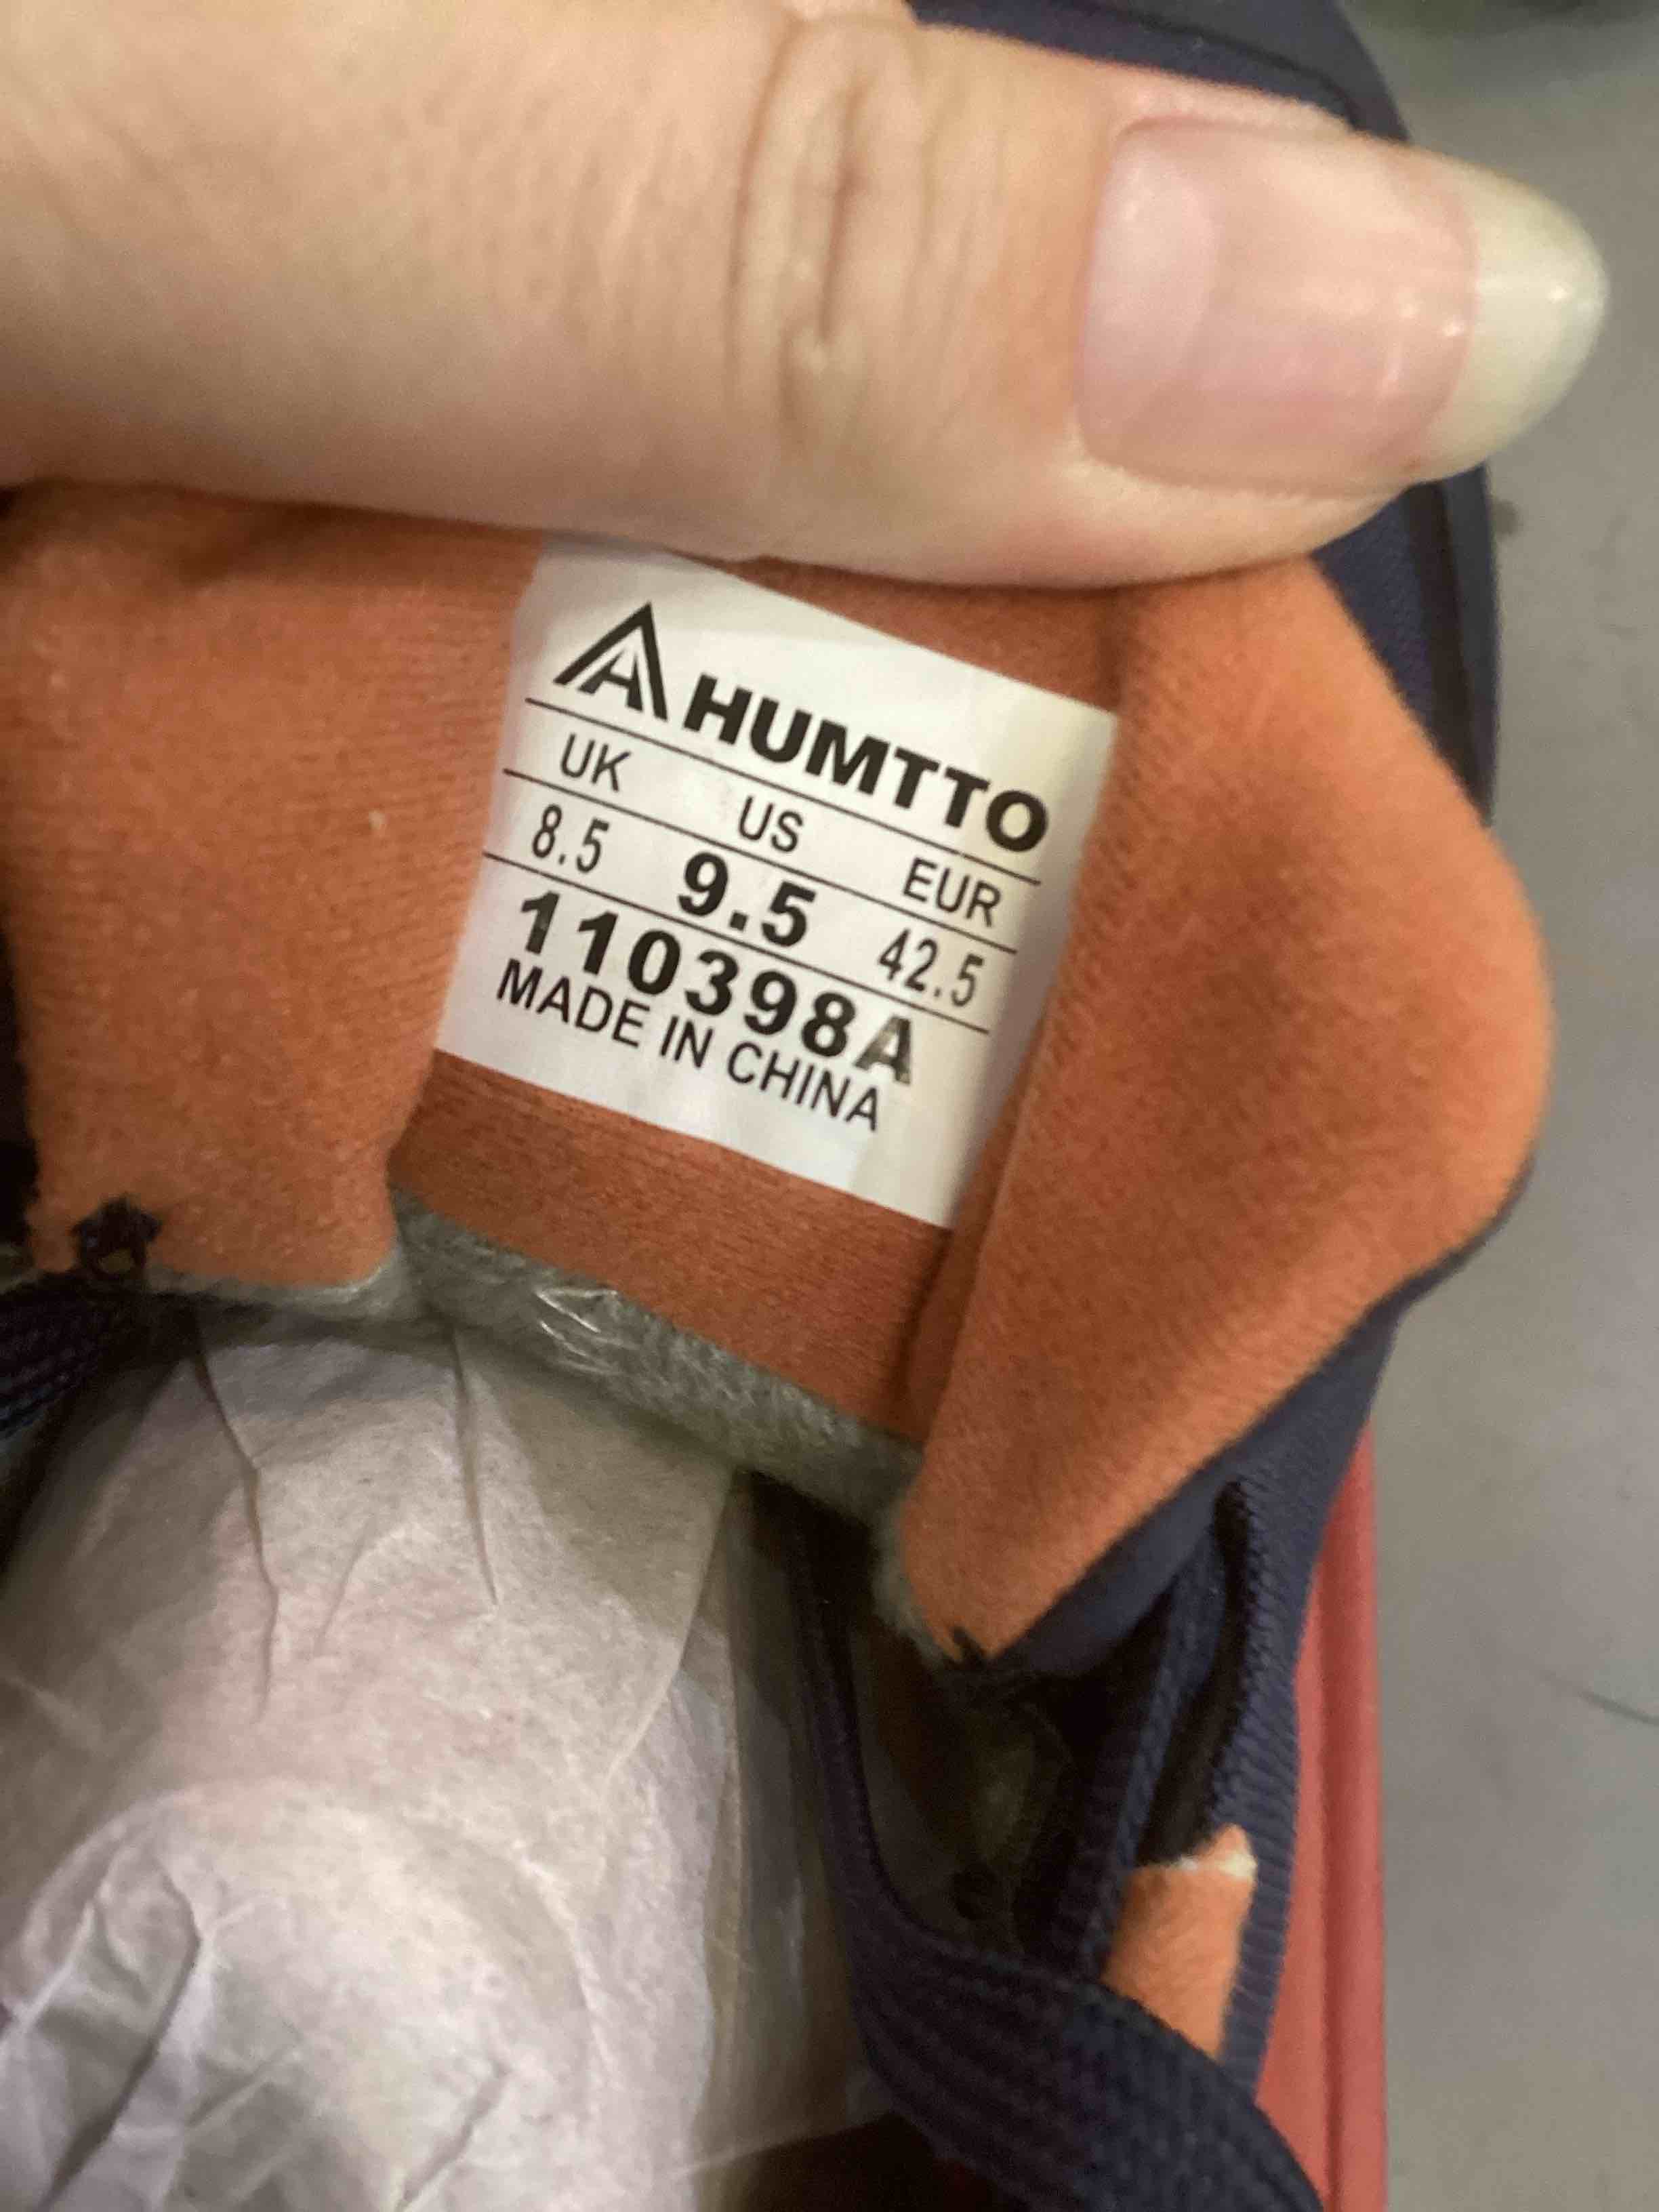 HUMTTO
UK US EUR
8.5 9.5 42.5
110398A
MADE IN CHINA